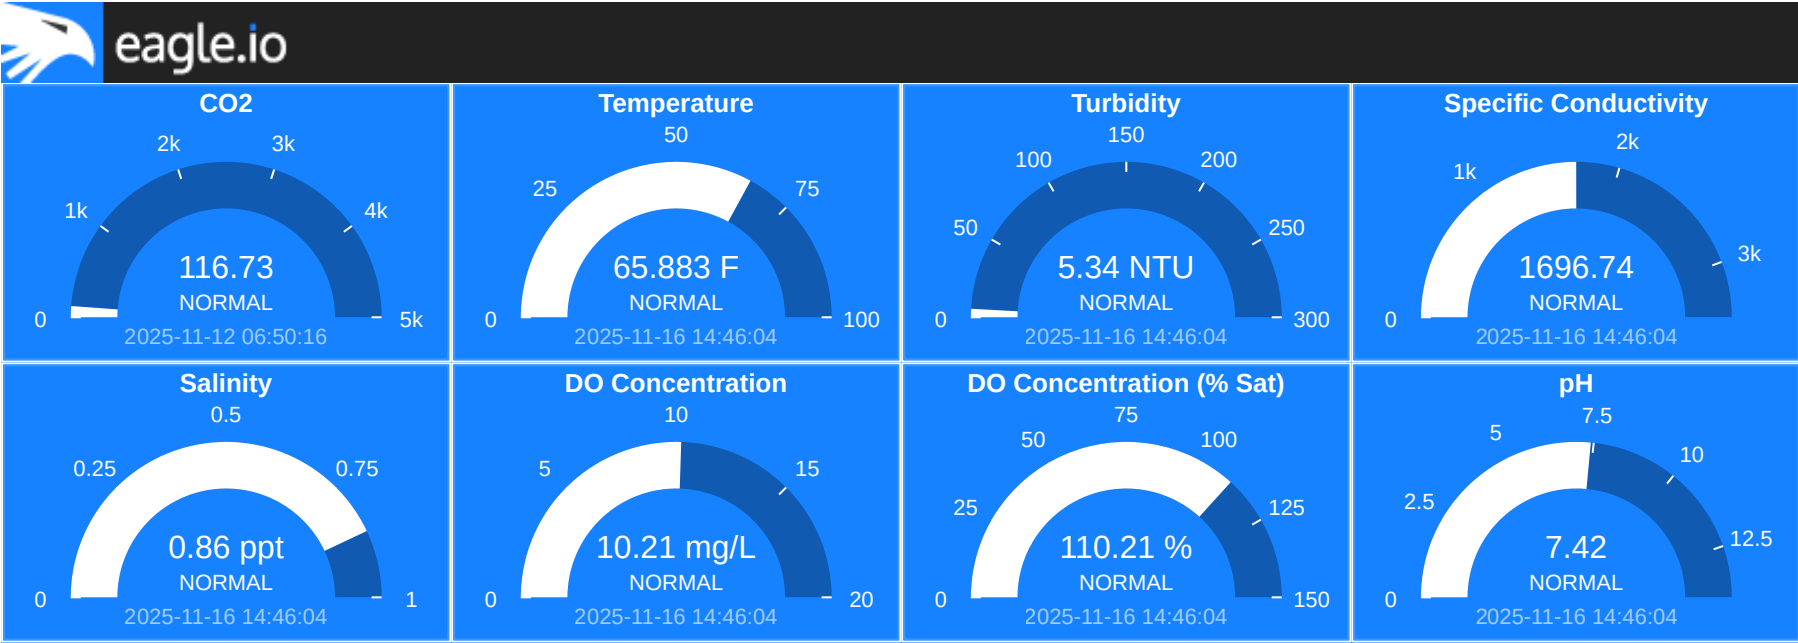 eagle.io
CO2
0
1k
2k
3k
4k
5k
116.73
NORMAL
2025-11-12 06:50:16
Temperature
0
25
50
75
100
65.883 F
NORMAL
2025-11-16 14:46:04
Turbidity
0
50
100
150
200
250
300
5.34 NTU
NORMAL
2025-11-16 14:46:04
Specific Conductivity
0
1k
2k
3k
1696.74
NORMAL
2025-11-16 14:46:04
Salinity
0
0.25
0.5
0.75
1
0.86 ppt
NORMAL
2025-11-16 14:46:04
DO Concentration
0
5
10
15
20
10.21 mg/L
NORMAL
2025-11-16 14:46:04
DO Concentration (% Sat)
0
25
50
75
100
125
150
110.21 %
NORMAL
2025-11-16 14:46:04
pH
0
2.5
5
7.5
10
12.5
7.42
NORMAL
2025-11-16 14:46:04